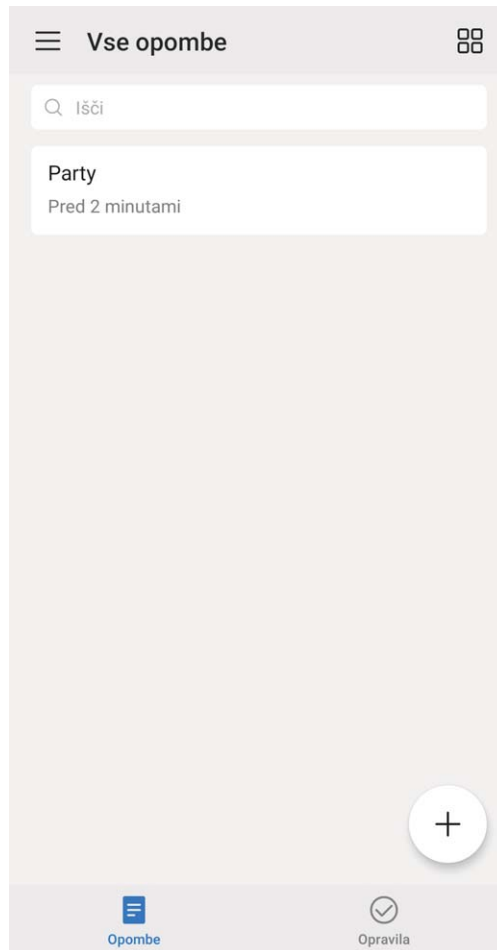 Vse opombe
Išči
Party
Pred 2 minutami
Opombe
Opravila